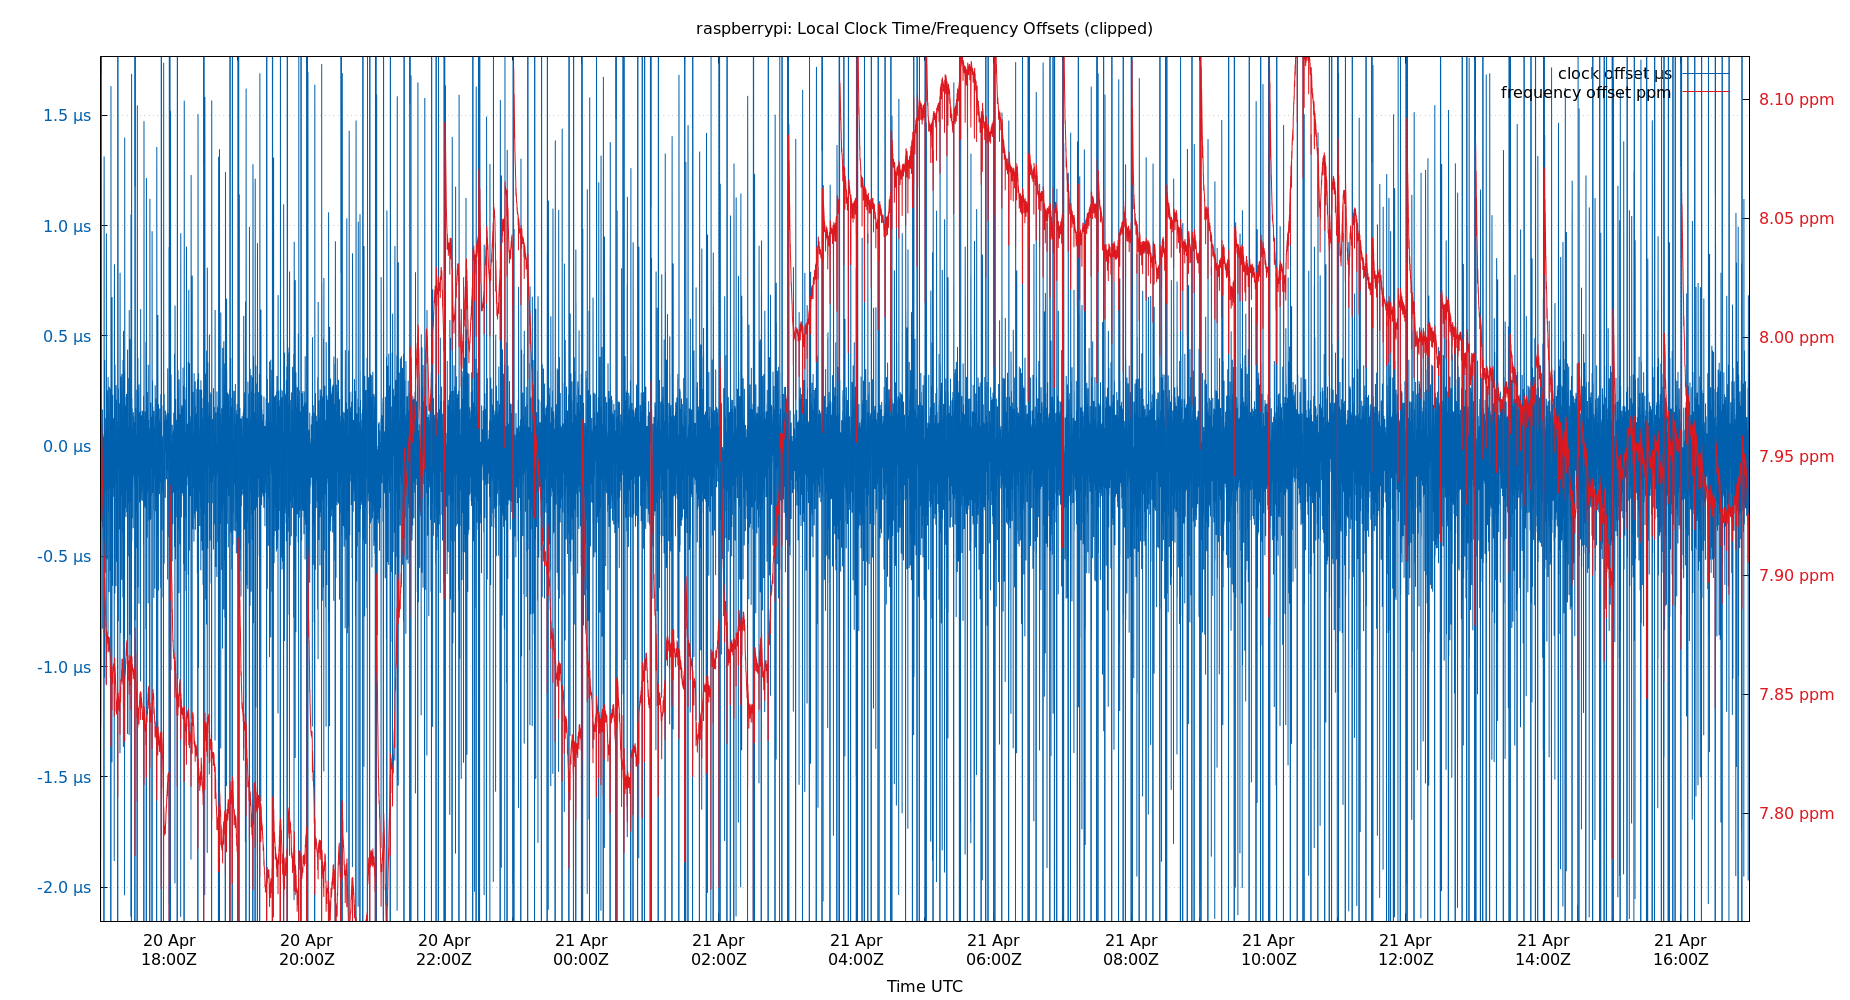 raspberrypi: Local Clock Time/Frequency Offsets (clipped)
clock offset µs
frequency offset ppm
1.5 µs
1.0 µs
0.5 µs
0.0 µs
-0.5 µs
-1.0 µs
-1.5 µs
-2.0 µs
8.10 ppm
8.05 ppm
8.00 ppm
7.95 ppm
7.90 ppm
7.85 ppm
7.80 ppm
20 Apr 20 Apr 20 Apr 21 Apr 21 Apr 21 Apr 21 Apr 21 Apr 21 Apr 21 Apr 21 Apr 21 Apr
18:00Z 20:00Z 22:00Z 00:00Z 02:00Z 04:00Z 06:00Z 08:00Z 10:00Z 12:00Z 14:00Z 16:00Z
Time UTC